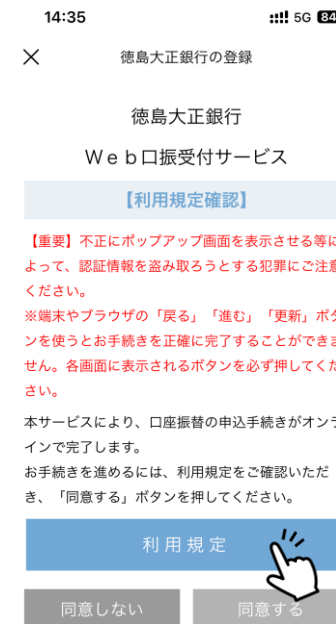 14:35 5G 84
徳島大正銀行の登録
徳島大正銀行
Ｗｅｂ口振受付サービス
【利用規定確認】
【重要】不正にポップアップ画面を表示させる等に
よって、認証情報を盗み取ろうとする犯罪にご注意
ください。
※端末やブラウザの「戻る」「進む」「更新」ボタ
ンを使うとお手続きを正確に完了することができま
せん。各画面に表示されるボタンを必ず押してくだ
さい。
本サービスにより、口座振替の申込手続きがオンラ
インで完了します。
お手続きを進めるには、利用規定をご確認いただ
き、「同意する」ボタンを押してください。
利用規定
同意しない 同意する